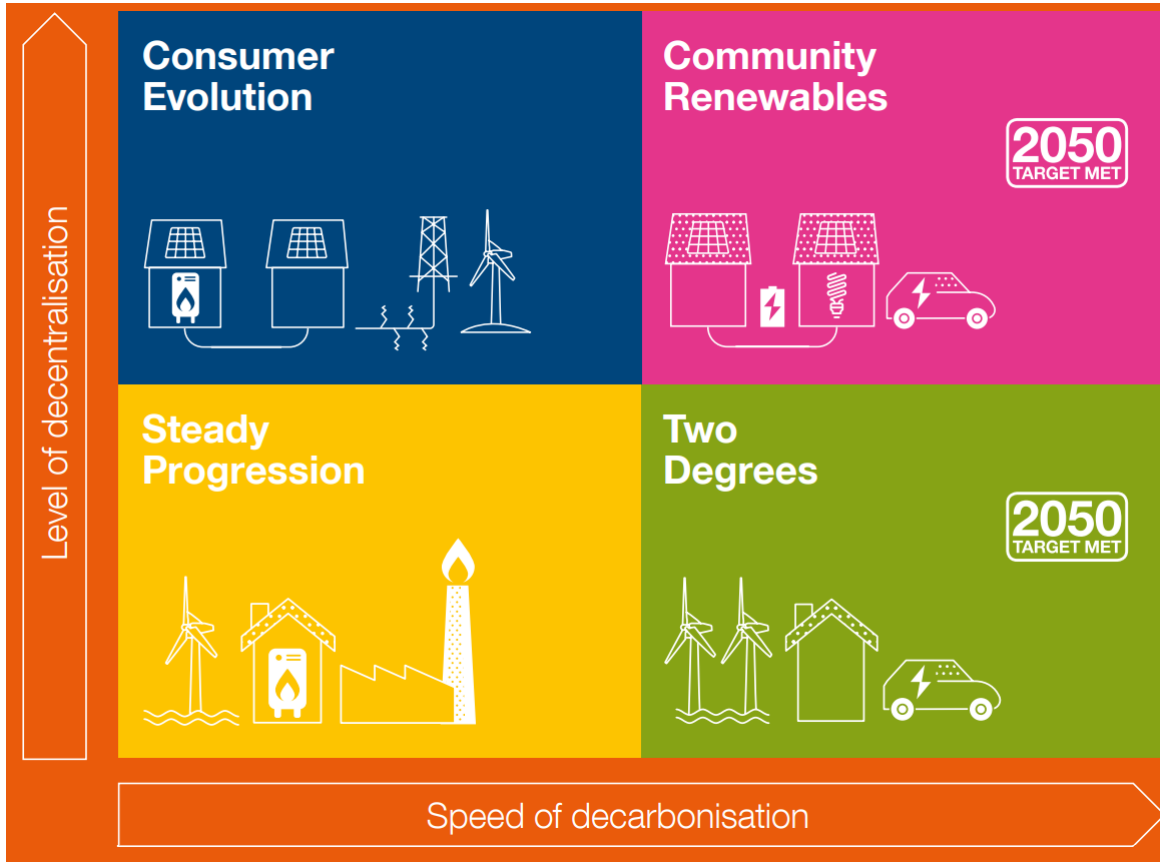 Consumer
Evolution
Community
Renewables
2050
TARGET MET
Level of decentralisation
Steady
Progression
Two
Degrees
2050
TARGET MET
Speed of decarbonisation